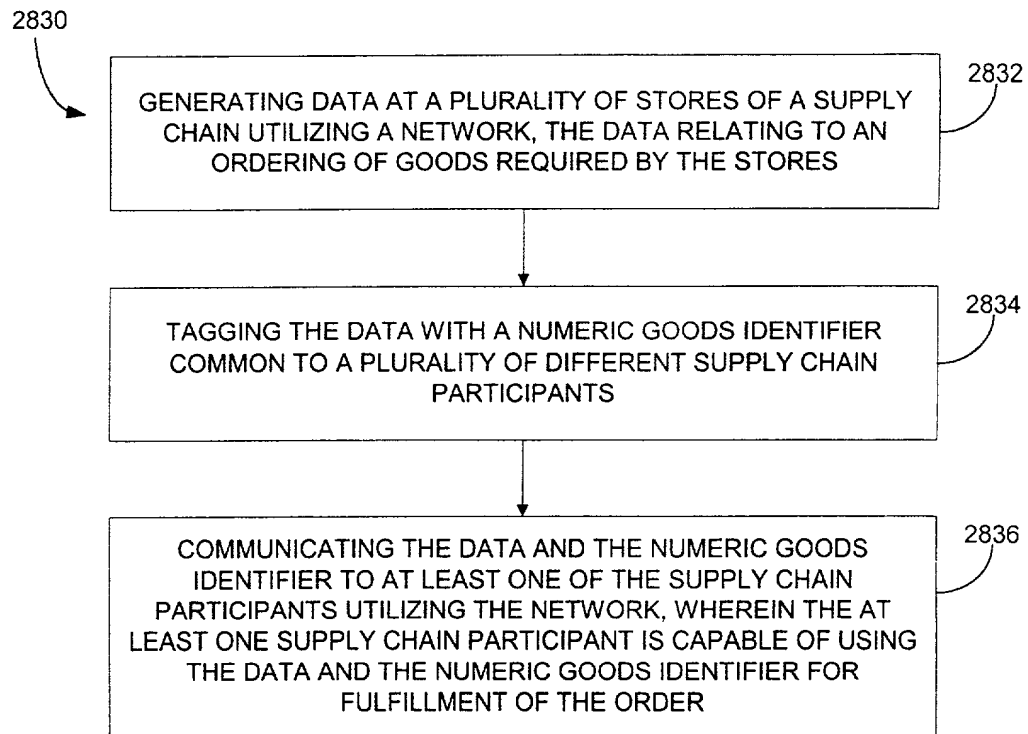 2830
2832
GENERATING DATA AT A PLURALITY OF STORES OF A SUPPLY
CHAIN UTILIZING A NETWORK, THE DATA RELATING TO AN
ORDERING OF GOODS REQUIRED BY THE STORES
2834
TAGGING THE DATA WITH A NUMERIC GOODS IDENTIFIER
COMMON TO A PLURALITY OF DIFFERENT SUPPLY CHAIN
PARTICIPANTS
2836
COMMUNICATING THE DATA AND THE NUMERIC GOODS
IDENTIFIER TO AT LEAST ONE OF THE SUPPLY CHAIN
PARTICIPANTS UTILIZING THE NETWORK, WHEREIN THE AT
LEAST ONE SUPPLY CHAIN PARTICIPANT IS CAPABLE OF USING
THE DATA AND THE NUMERIC GOODS IDENTIFIER FOR
FULFILLMENT OF THE ORDER